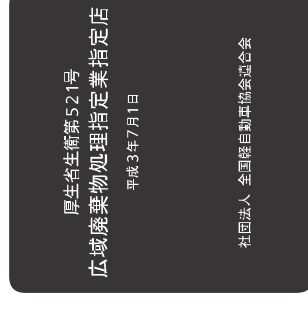 厚生省生衛第521号
広域廃棄物処理指定業指定店
平成3年7月1日
社団法人 全国軽自動車協会連合会